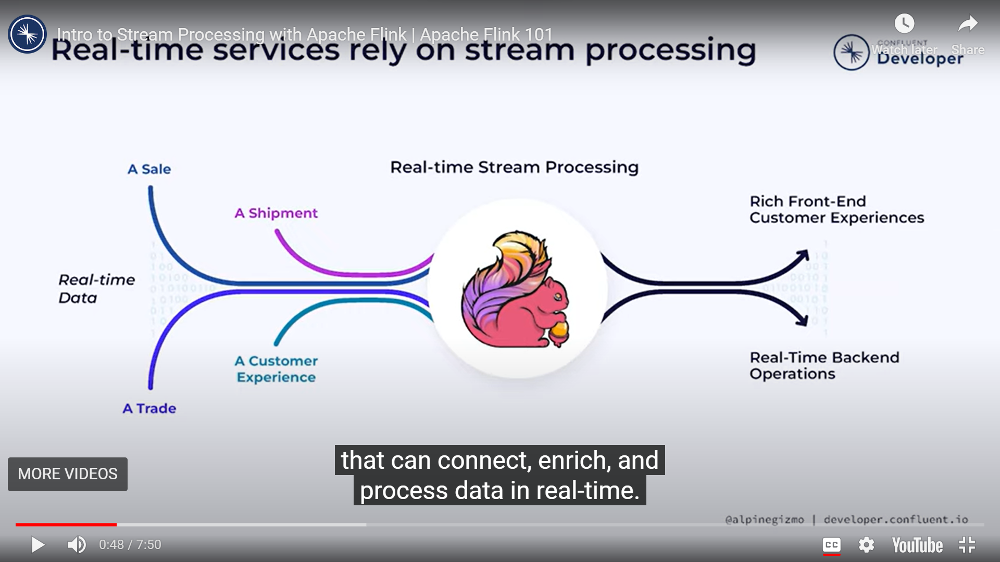 Intro to Stream Processing with Apache Flink | Apache Flink 101
Real-time services rely on stream processing
CONFLUENT
Developer
Watch later
Share
A Sale
Real-time Stream Processing
A Shipment
Rich Front-End
Customer Experiences
Real-time
Data
A Customer
Experience
Real-Time Backend
Operations
A Trade
that can connect, enrich, and
process data in real-time.
MORE VIDEOS
@alpinegizmo | developer.confluent.io
0:48 / 7:50
CC
YouTube